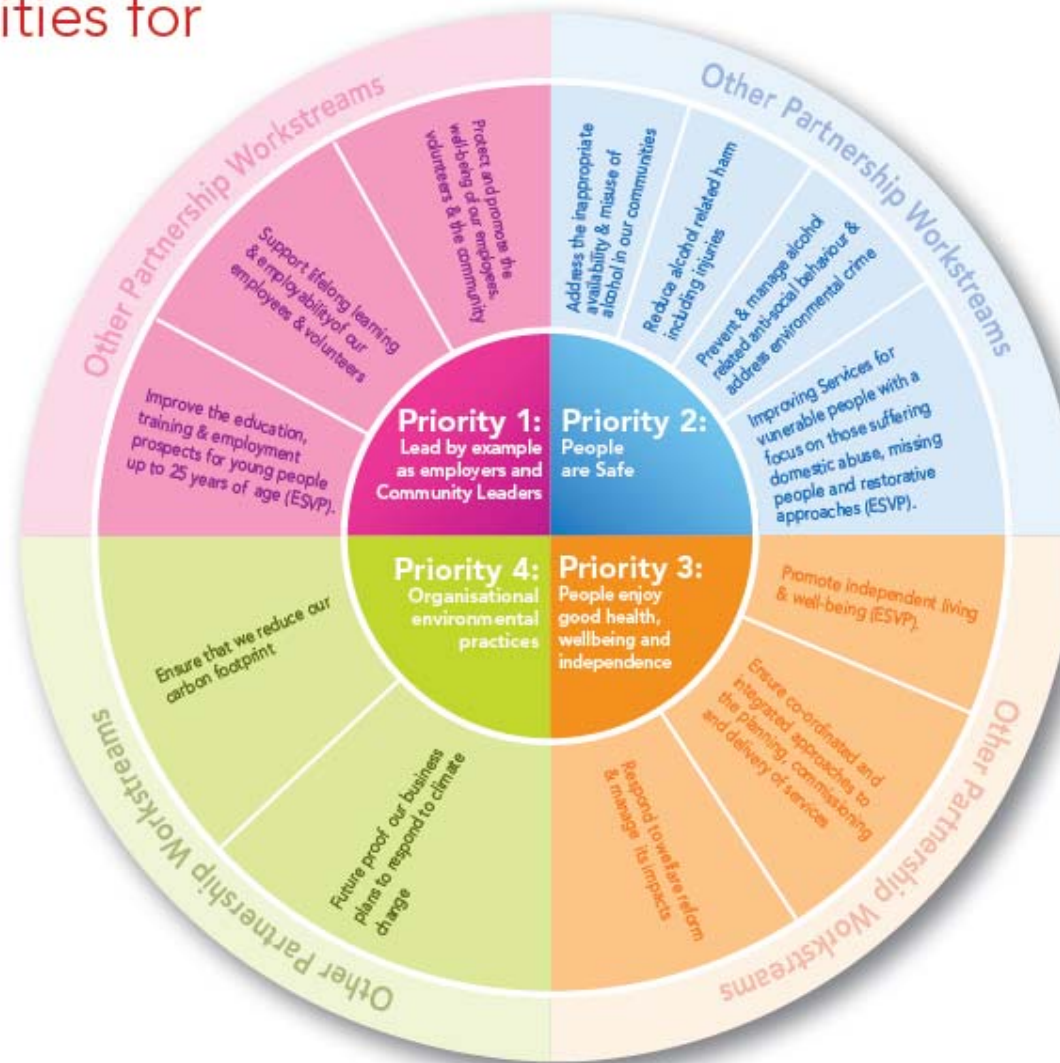 ities for
Other Partnership Workstreams
Protect and promote the
well-being of our employees,
volunteers & the community
Support lifelong learning
& employability of our
employees & volunteers
Improve the education,
training & employment
prospects for young people
up to 25 years of age (ESVP).
Priority 1:
Lead by example
as employers and
Community Leaders
Other Partnership Workstreams
Address the inappropriate
availability & misuse of
alcohol in our communities
Reduce alcohol related harm
including injuries
Prevent & manage alcohol
related anti-social behaviour &
address environmental crime
Improving Services for
vunerable people with a
focus on those suffering
domestic abuse, missing
people and restorative
approaches (ESVP).
Priority 2:
People
are Safe
Priority 3:
People enjoy
good health,
wellbeing and
independence
Promote independent living
& well-being (ESVP).
Ensure co-ordinated and
integrated approaches to
the planning, commissioning
and delivery of services
Respond to welfare reform
& manage its impacts
Other Partnership Workstreams
Priority 4:
Organisational
environmental
practices
Ensure that we reduce our
carbon footprint
Future proof our business
plans to respond to climate
change
Other Partnership Workstreams